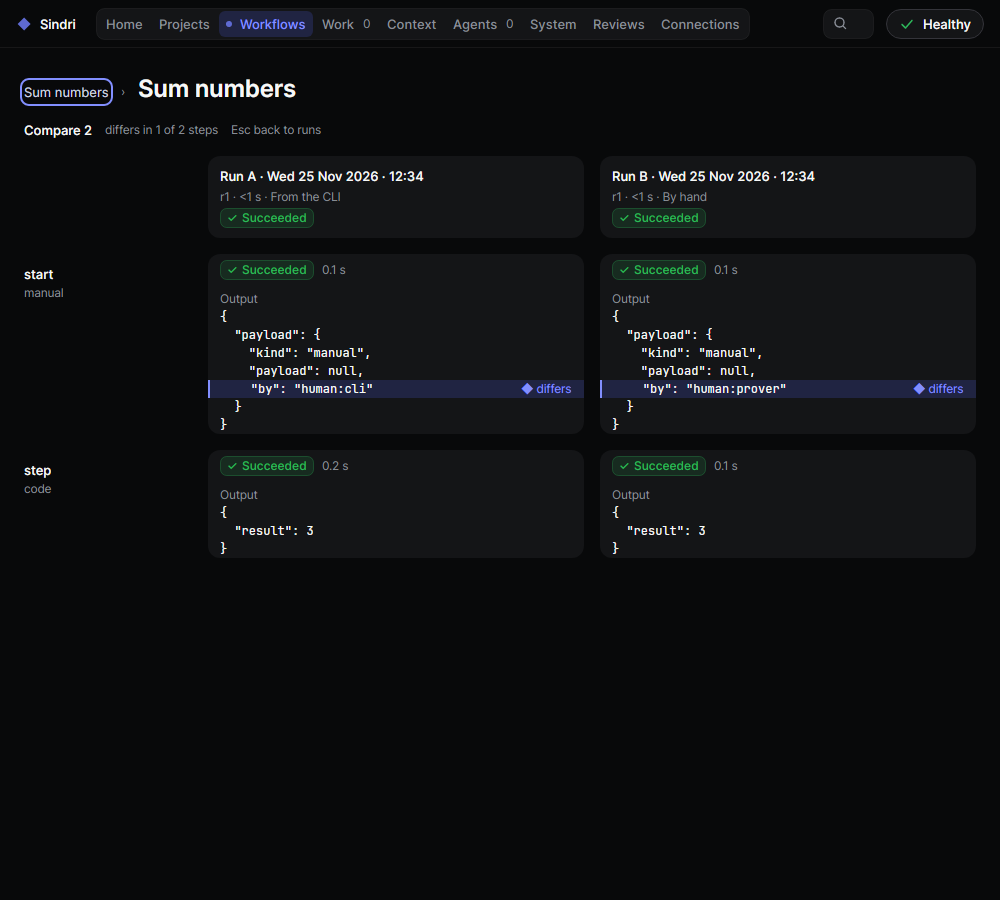 Sindri Home Projects Workflows Work 0 Context Agents 0 System Reviews Connections Healthy
Sum numbers › Sum numbers
Compare 2 differs in 1 of 2 steps Esc back to runs
Run A · Wed 25 Nov 2026 · 12:34
r1 · <1 s · From the CLI
Succeeded
Run B · Wed 25 Nov 2026 · 12:34
r1 · <1 s · By hand
Succeeded
start
manual
Succeeded 0.1 s
Output
{
"payload": {
"kind": "manual",
"payload": null,
"by": "human:cli" differs
}
}
Succeeded 0.1 s
Output
{
"payload": {
"kind": "manual",
"payload": null,
"by": "human:prover" differs
}
}
step
code
Succeeded 0.2 s
Output
{
"result": 3
}
Succeeded 0.1 s
Output
{
"result": 3
}